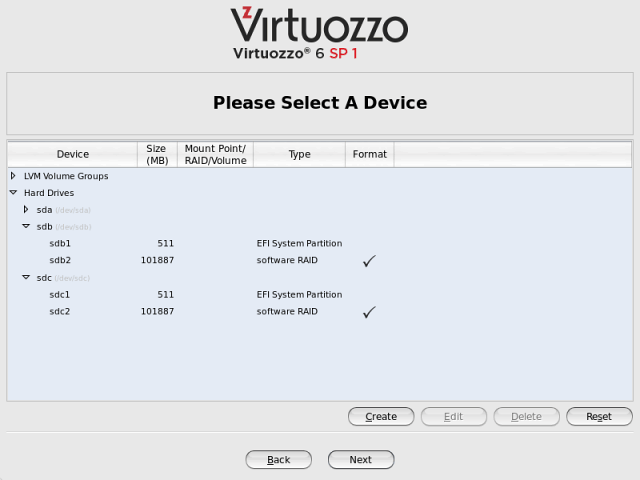 Virtuozzo
Virtuozzo® 6 SP 1
Please Select A Device
Device Size (MB) Mount Point/ RAID/Volume Type Format
LVM Volume Groups
Hard Drives
sda (/dev/sda)
sdb (/dev/sdb)
sdb1 511 EFI System Partition
sdb2 101887 software RAID
sdc (/dev/sdc)
sdc1 511 EFI System Partition
sdc2 101887 software RAID
Create Edit Delete Reset
Back Next